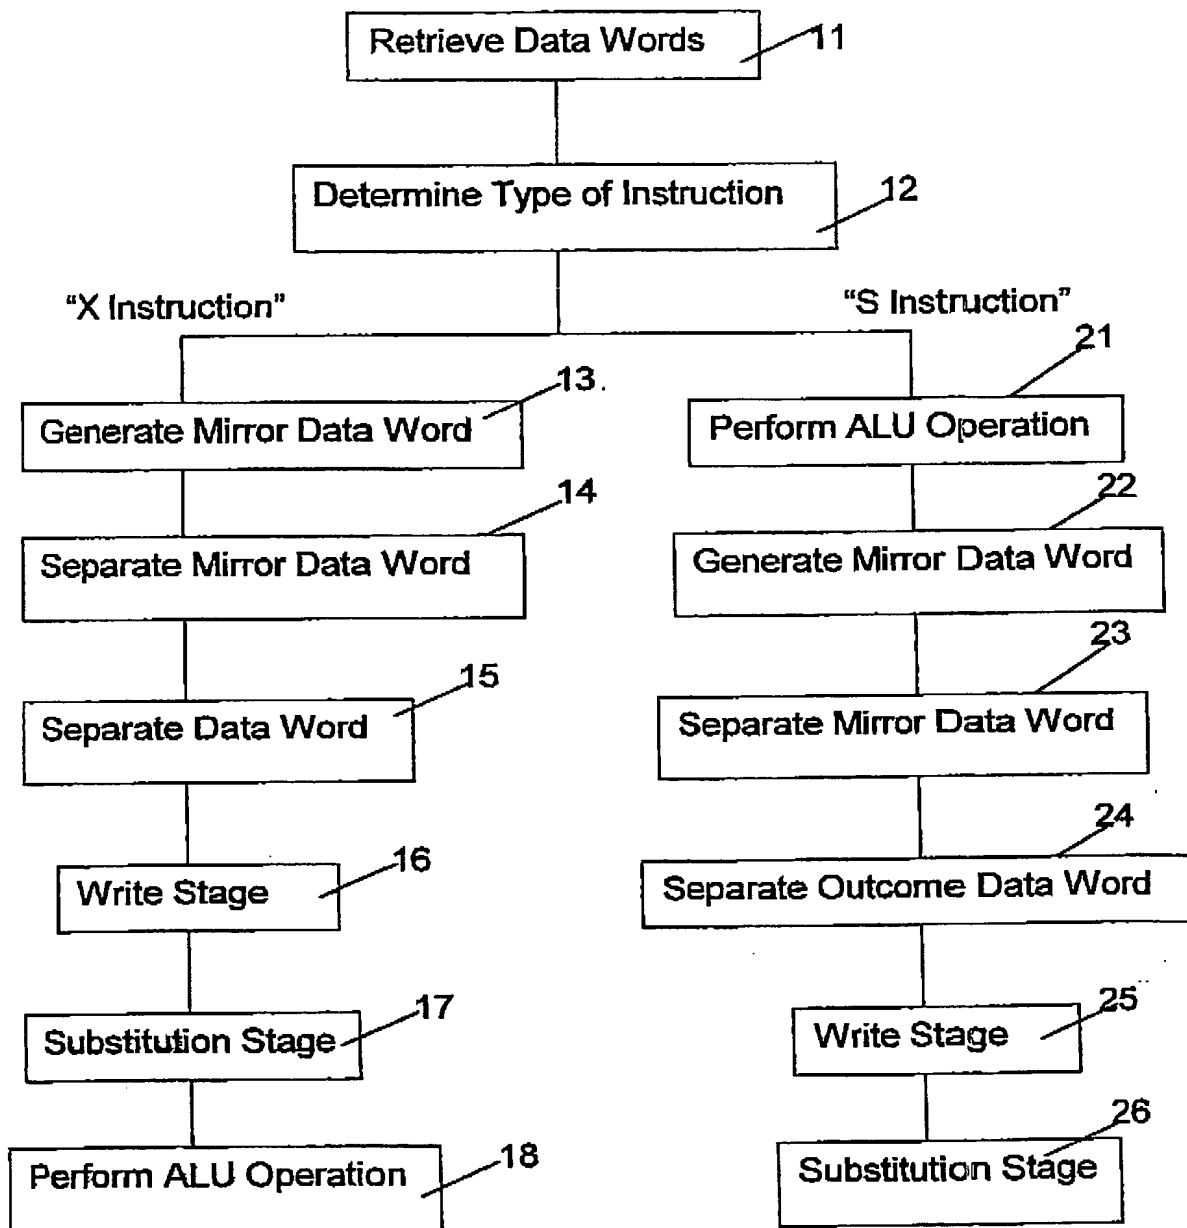 Retrieve Data Words
11
Determine Type of Instruction
12
“X Instruction”
“S Instruction”
13
Generate Mirror Data Word
14
Separate Mirror Data Word
15
Separate Data Word
16
Write Stage
17
Substitution Stage
18
Perform ALU Operation
21
Perform ALU Operation
22
Generate Mirror Data Word
23
Separate Mirror Data Word
24
Separate Outcome Data Word
25
Write Stage
26
Substitution Stage